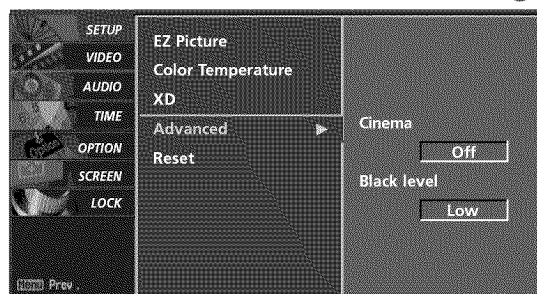 SETUP
VIDEO
AUDIO
TIME
OPTION
SCREEN
LOCK
EZ Picture
Color Temperature
XD
Advanced
Reset
Cinema
Off
Black level
Low
Menu Prev.